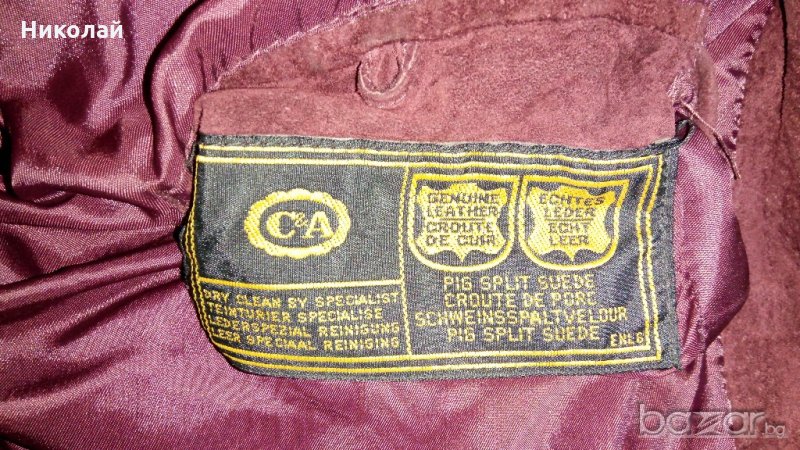 Николай
C&A
GENUINE
LEATHER
CROUTE
DE CUIR
ECHTES
LEDER
ECHT
LEER
DRY CLEAN BY SPECIALIST
TEINTURIER SPECIALISE
LEDERSPEZIAL REINIGUNG
LEER SPECIAAL REINIGING
PIG SPLIT SUEDE
CROUTE DE PORC
SCHWEINSSPALTVELOUR
PIG SPLIT SUEDE
bazar.bg